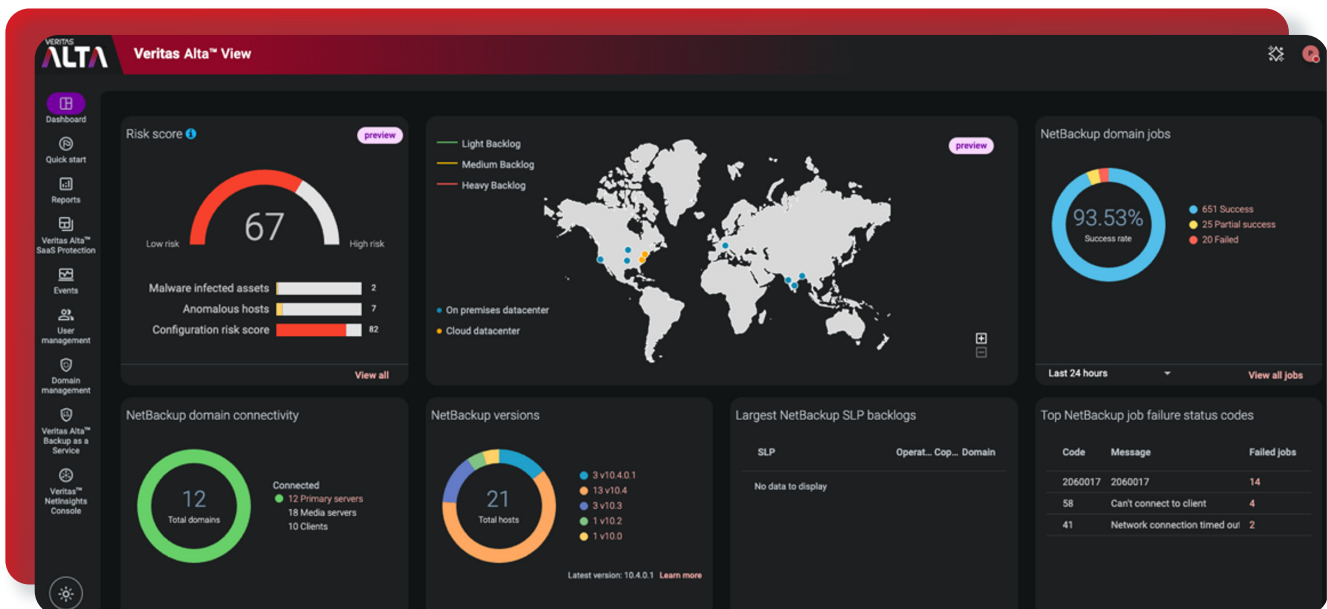 VERITAS
ALTA
Veritas Alta™ View
P
Dashboard
Quick start
Reports
Veritas Alta™
SaaS Protection
Events
User
management
Domain
management
Veritas Alta™
Backup as a
Service
Veritas™
NetInsights
Console
Risk score
preview
67
Low risk
High risk
Malware infected assets 2
Anomalous hosts 7
Configuration risk score 82
View all
Light Backlog
Medium Backlog
Heavy Backlog
preview
On premises datacenter
Cloud datacenter
NetBackup domain jobs
93.53%
Success rate
651 Success
25 Partial success
20 Failed
Last 24 hours
View all jobs
NetBackup domain connectivity
12
Total domains
Connected
12 Primary servers
18 Media servers
10 Clients
NetBackup versions
21
Total hosts
3 v10.4.0.1
13 v10.4
3 v10.3
1 v10.2
1 v10.0
Latest version: 10.4.0.1 Learn more
Largest NetBackup SLP backlogs
SLP Operat... Cop... Domain
No data to display
Top NetBackup job failure status codes
Code Message Failed jobs
2060017 2060017 14
58 Can't connect to client 4
41 Network connection timed out 2